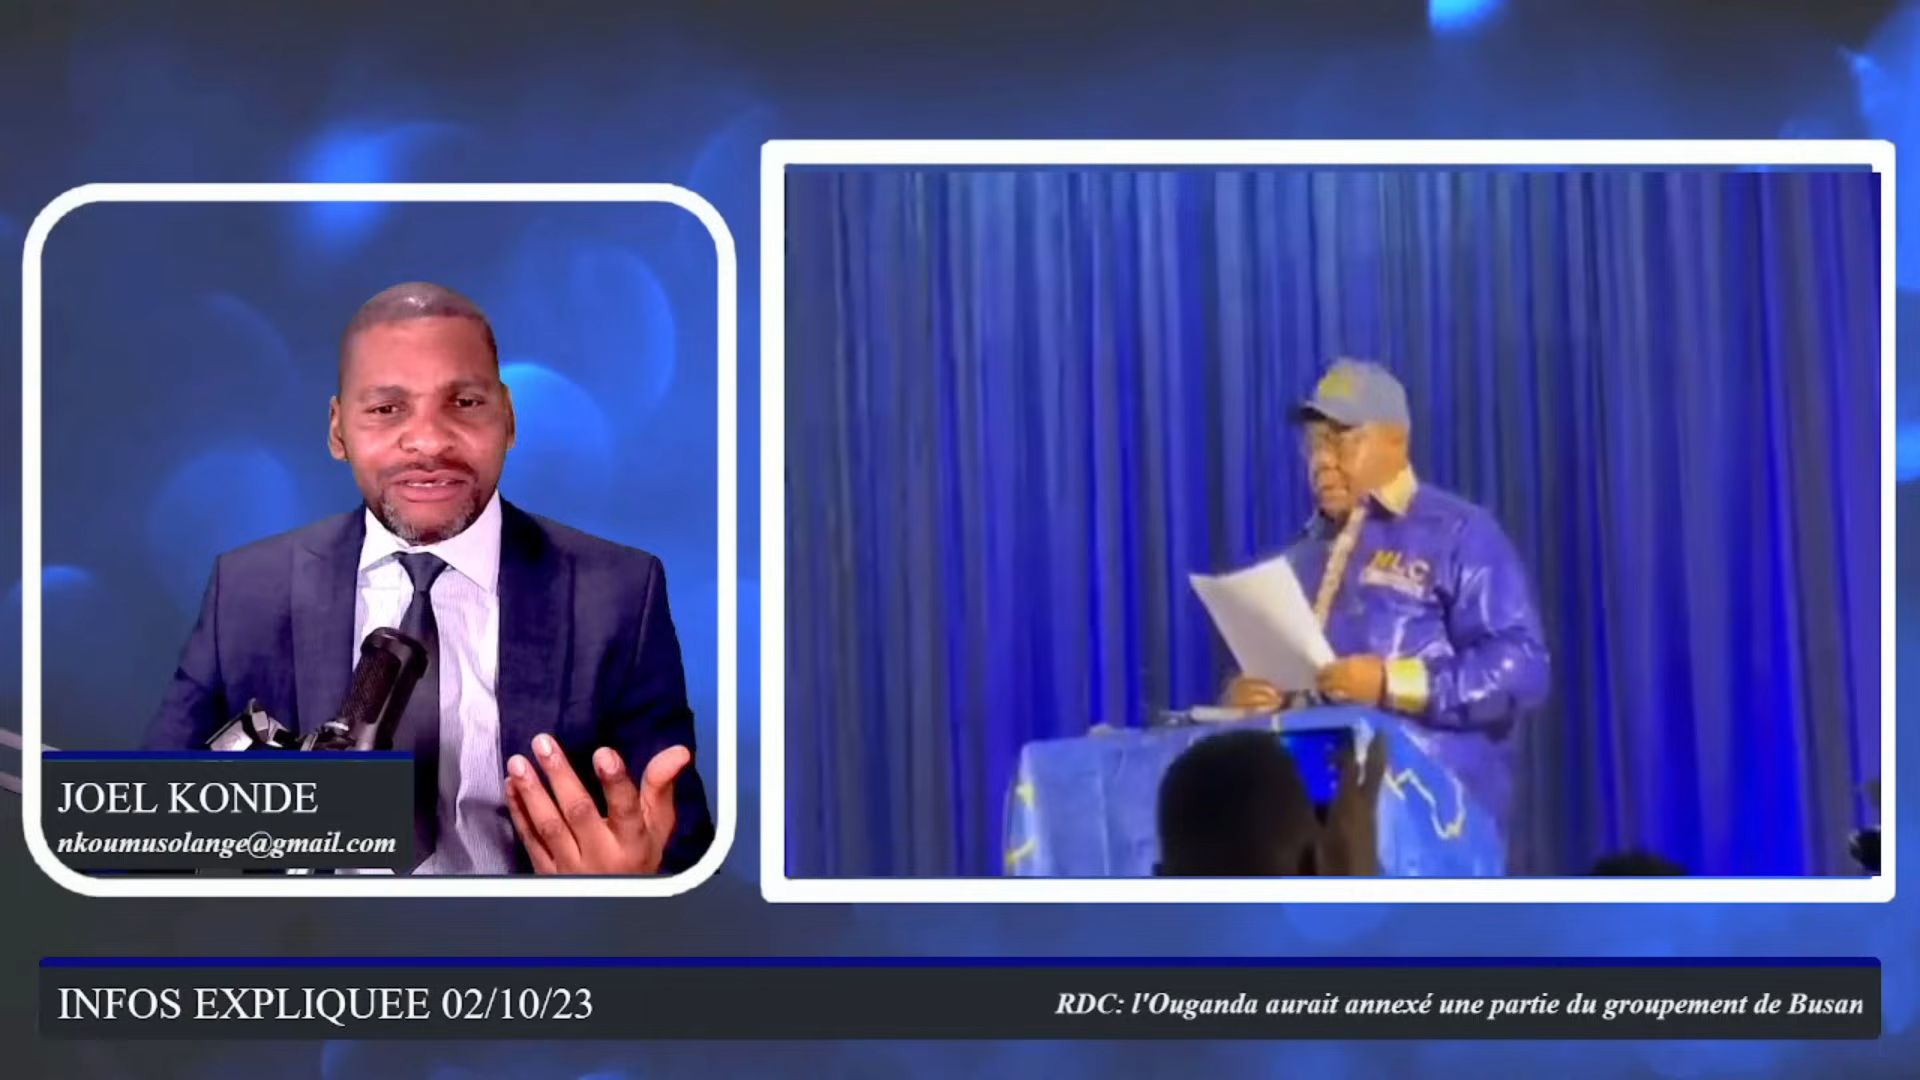 MLC
JOEL KONDE
nkoumusolange@gmail.com
INFOS EXPLIQUEE 02/10/23
RDC: l'Ouganda aurait annexé une partie du groupement de Busan